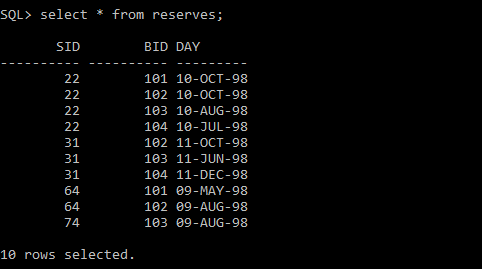 SQL> select * from reserves;
SID BID DAY
---------- ---------- ---------
22 101 10-OCT-98
22 102 10-OCT-98
22 103 10-AUG-98
22 104 10-JUL-98
31 102 11-OCT-98
31 103 11-JUN-98
31 104 11-DEC-98
64 101 09-MAY-98
64 102 09-AUG-98
74 103 09-AUG-98
10 rows selected.